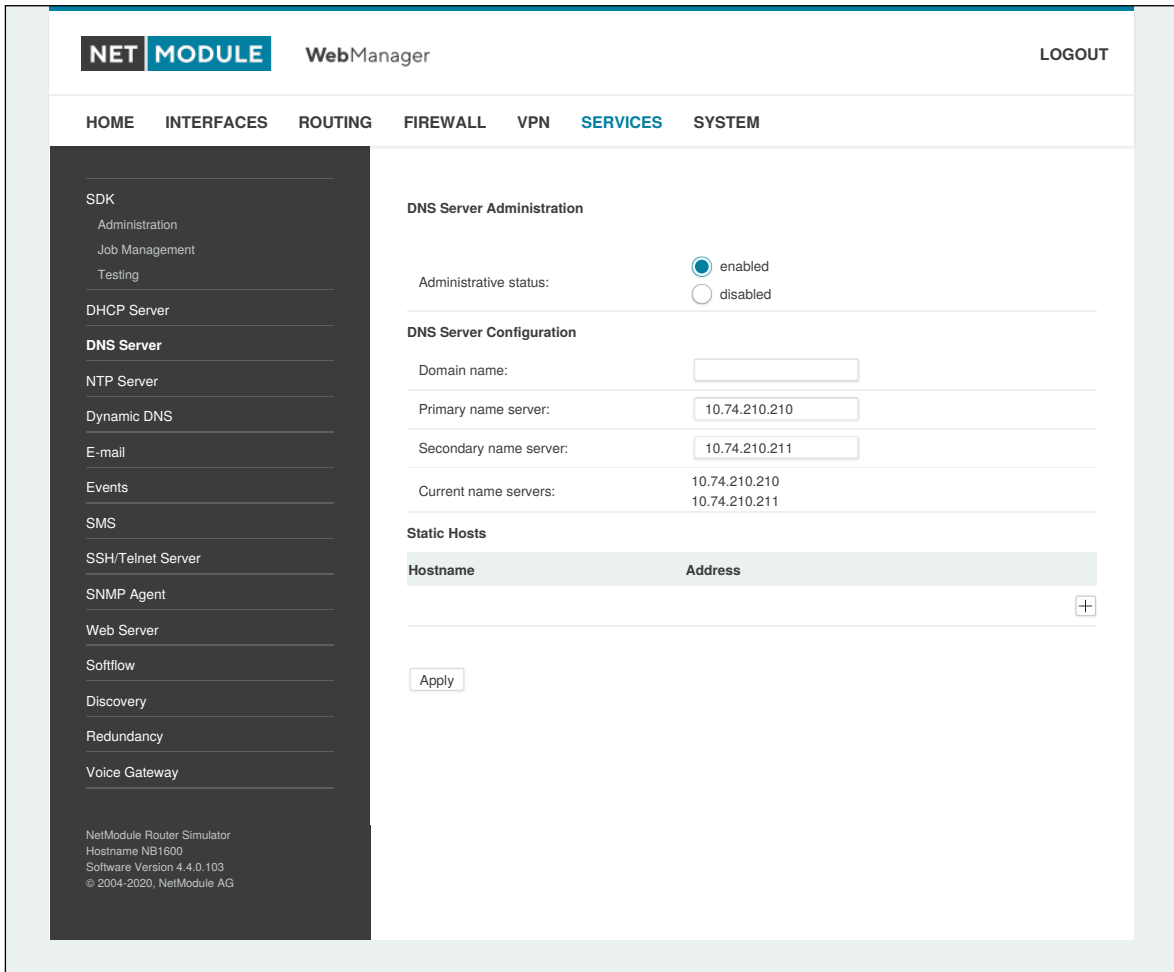 NET MODULE WebManager LOGOUT
HOME INTERFACES ROUTING FIREWALL VPN SERVICES SYSTEM
SDK
Administration
Job Management
Testing
DHCP Server
DNS Server
NTP Server
Dynamic DNS
E-mail
Events
SMS
SSH/Telnet Server
SNMP Agent
Web Server
Softflow
Discovery
Redundancy
Voice Gateway
NetModule Router Simulator
Hostname NB1600
Software Version 4.4.0.103
© 2004-2020, NetModule AG
DNS Server Administration
Administrative status:
enabled
disabled
DNS Server Configuration
Domain name:
Primary name server: 10.74.210.210
Secondary name server: 10.74.210.211
Current name servers:
10.74.210.210
10.74.210.211
Static Hosts
Hostname Address
Apply